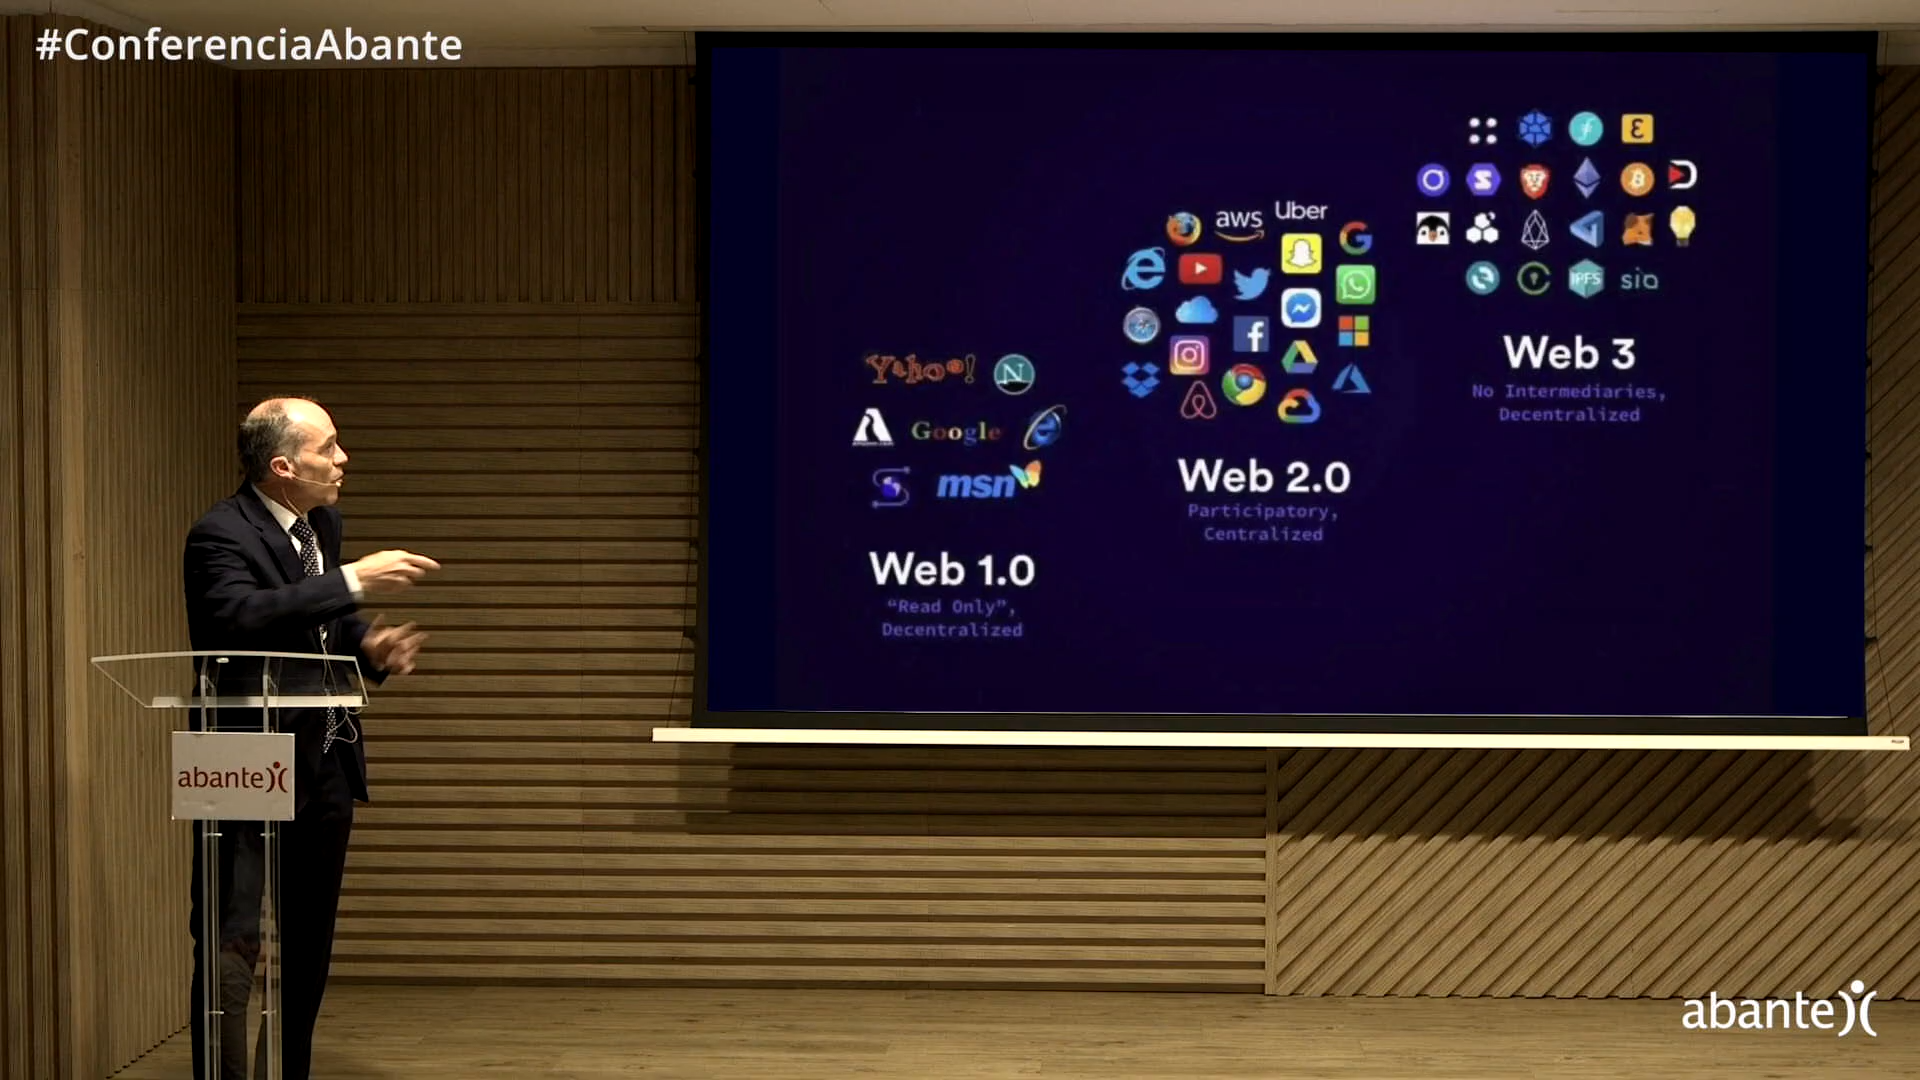 #ConferenciaAbante
aws
Uber
Yahoo!
N
Google
msn
Web 1.0
“Read Only”,
Decentralized
Web 2.0
Participatory,
Centralized
IPFS
sia
Web 3
No Intermediaries,
Decentralized
abante
abante